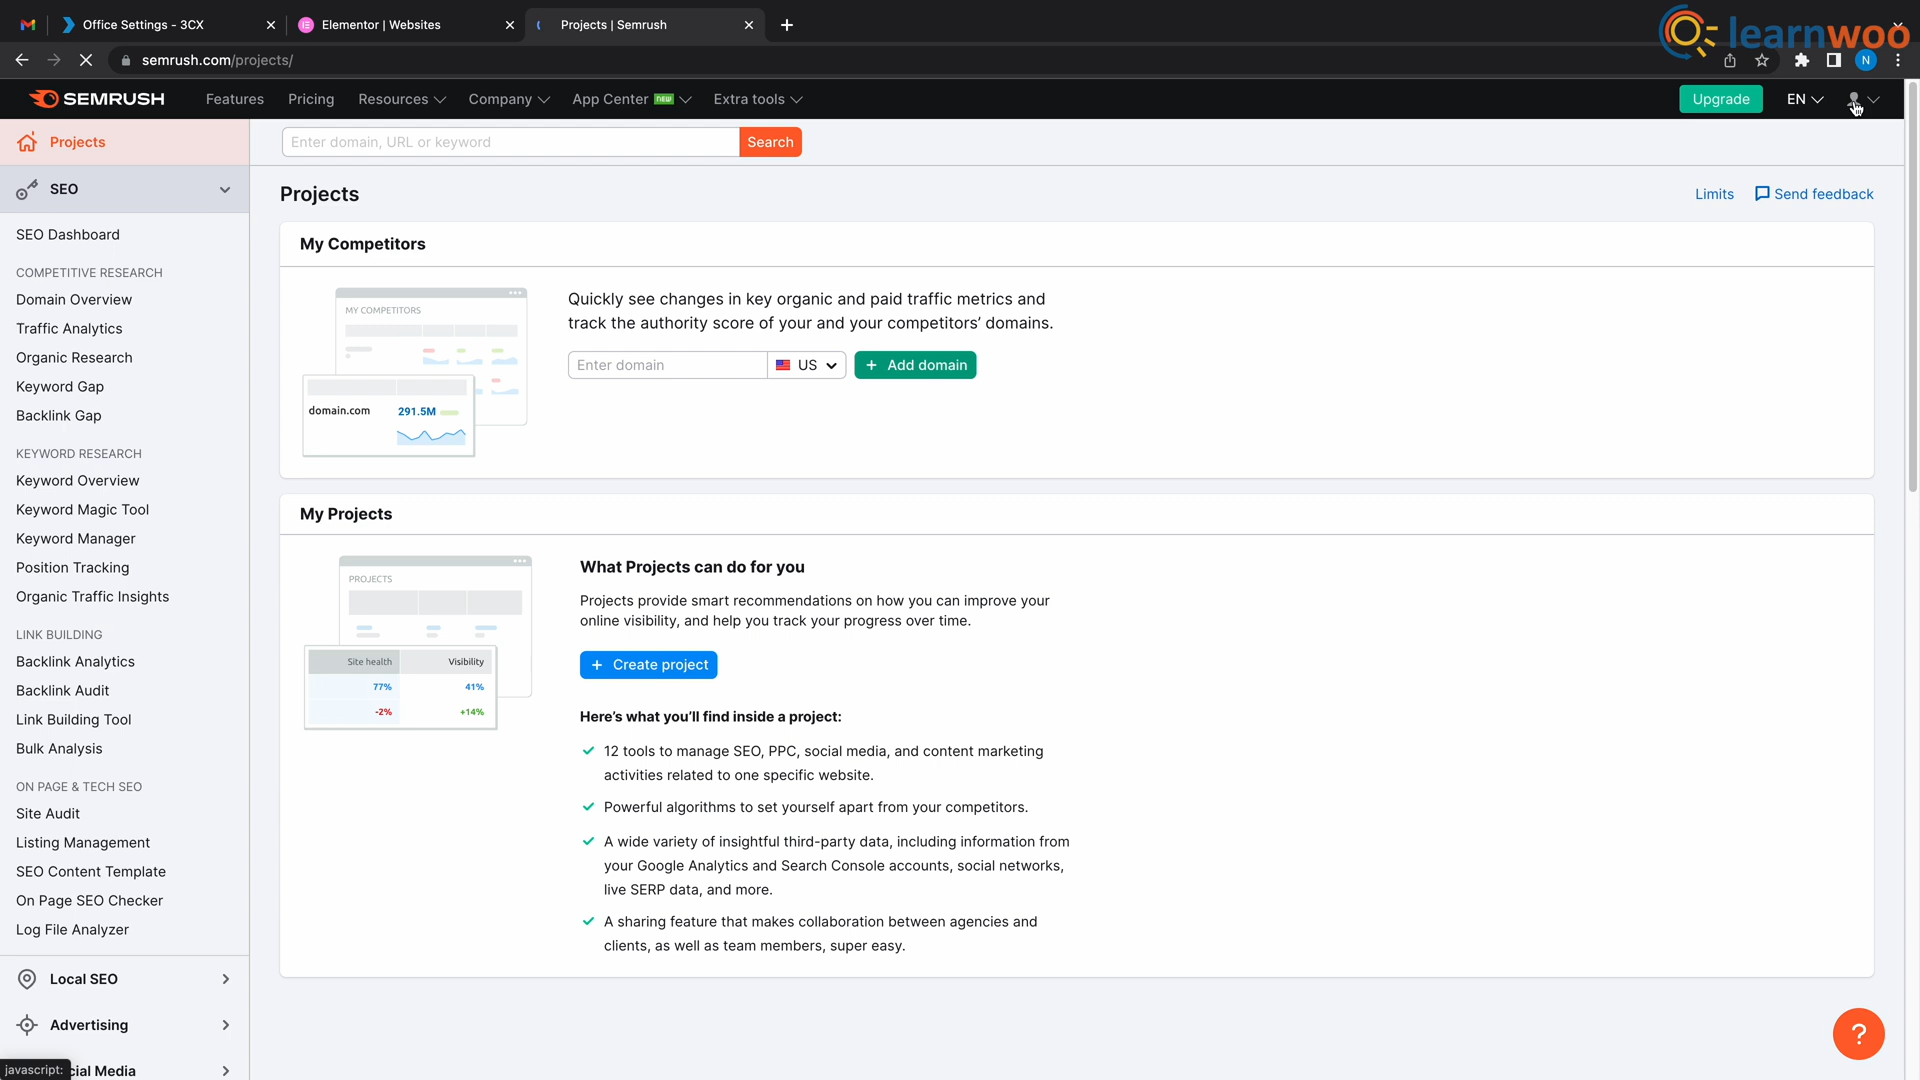 Office Settings - 3CX
Elementor | Websites
Projects | Semrush
learnwoo
semrush.com/projects/
N
SEMRUSH
Features
Pricing
Resources
Company
App Center NEW
Extra tools
Upgrade
EN
Projects
Enter domain, URL or keyword
Search
SEO
SEO Dashboard
COMPETITIVE RESEARCH
Domain Overview
Traffic Analytics
Organic Research
Keyword Gap
Backlink Gap
KEYWORD RESEARCH
Keyword Overview
Keyword Magic Tool
Keyword Manager
Position Tracking
Organic Traffic Insights
LINK BUILDING
Backlink Analytics
Backlink Audit
Link Building Tool
Bulk Analysis
ON PAGE & TECH SEO
Site Audit
Listing Management
SEO Content Template
On Page SEO Checker
Log File Analyzer
Local SEO
Advertising
cial Media
javascript:
Projects
Limits
Send feedback
My Competitors
MY COMPETITORS
domain.com
291.5M
Quickly see changes in key organic and paid traffic metrics and
track the authority score of your and your competitors’ domains.
Enter domain
US
+ Add domain
My Projects
PROJECTS
Site health
Visibility
77%
41%
-2%
+14%
What Projects can do for you
Projects provide smart recommendations on how you can improve your
online visibility, and help you track your progress over time.
+ Create project
Here’s what you’ll find inside a project:
12 tools to manage SEO, PPC, social media, and content marketing
activities related to one specific website.
Powerful algorithms to set yourself apart from your competitors.
A wide variety of insightful third-party data, including information from
your Google Analytics and Search Console accounts, social networks,
live SERP data, and more.
A sharing feature that makes collaboration between agencies and
clients, as well as team members, super easy.
?